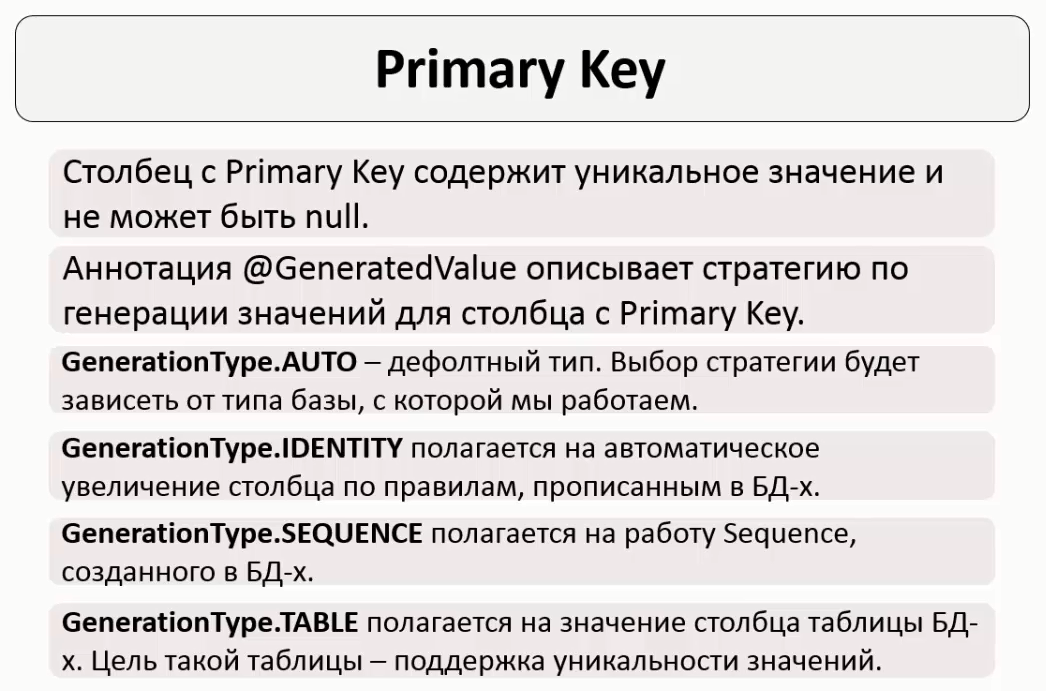 Primary Key
Столбец с Primary Key содержит уникальное значение и
не может быть null.
Аннотация @GeneratedValue описывает стратегию по
генерации значений для столбца с Primary Key.
GenerationType.AUTO – дефолтный тип. Выбор стратегии будет
зависеть от типа базы, с которой мы работаем.
GenerationType.IDENTITY полагается на автоматическое
увеличение столбца по правилам, прописанным в БД-х.
GenerationType.SEQUENCE полагается на работу Sequence,
созданного в БД-х.
GenerationType.TABLE полагается на значение столбца таблицы БД-
х. Цель такой таблицы – поддержка уникальности значений.